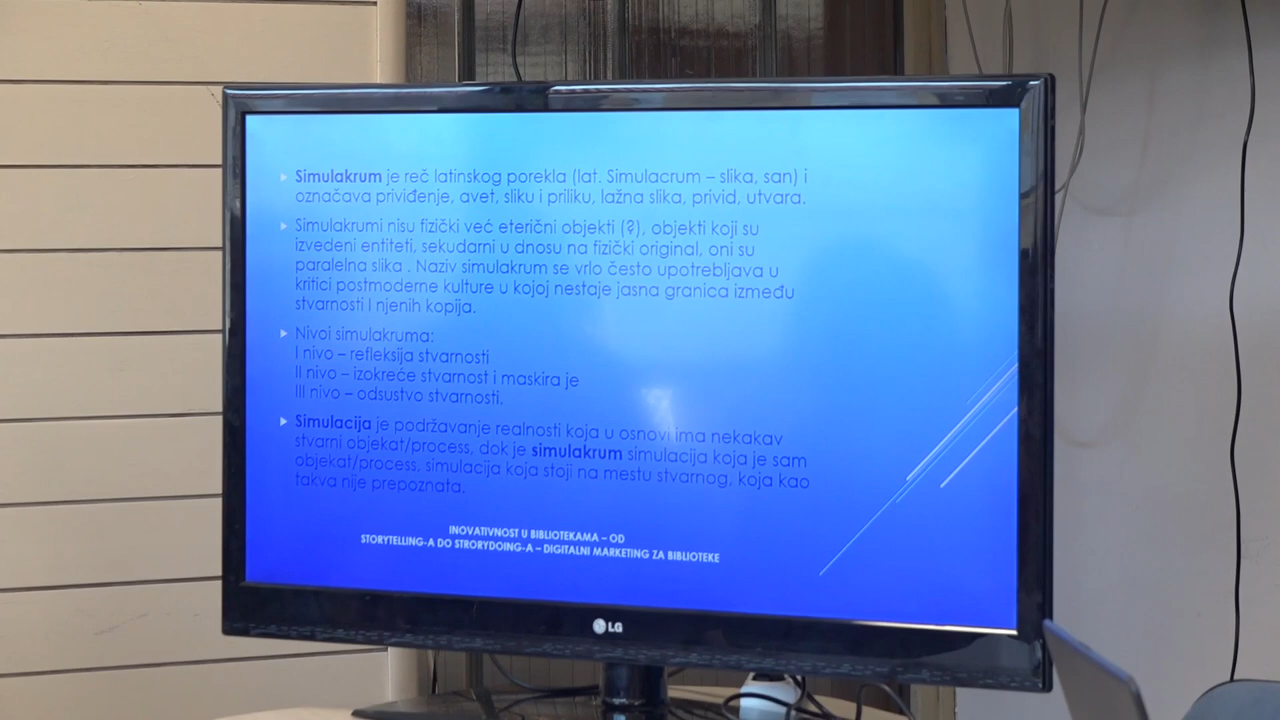 Simulakrum je reč latinskog porekla (lat. Simulacrum – slika, san) i
označava priviđenje, avet, sliku i priliku, lažna slika, privid, utvara.
Simulakrumi nisu fizički već eterični objekti (?), objekti koji su
izvedeni entiteti, sekudarni u dnosu na fizički original, oni su
paralelna slika . Naziv simulakrum se vrlo često upotrebljava u
kritici postmoderne kulture u kojoj nestaje jasna granica između
stvarnosti I njenih kopija.
Nivoi simulakruma:
I nivo – refleksija stvarnosti
II nivo – izokreće stvarnost i maskira je
III nivo – odsustvo stvarnosti.
Simulacija je podržavanje realnosti koja u osnovi ima nekakav
stvarni objekat/process, dok je simulakrum simulacija koja je sam
objekat/process, simulacija koja stoji na mestu stvarnog, koja kao
takva nije prepoznata.
INOVATIVNOST U BIBLIOTEKAMA – OD
STORYTELLING-A DO STRORYDOING-A – DIGITALNI MARKETING ZA BIBLIOTEKE
LG